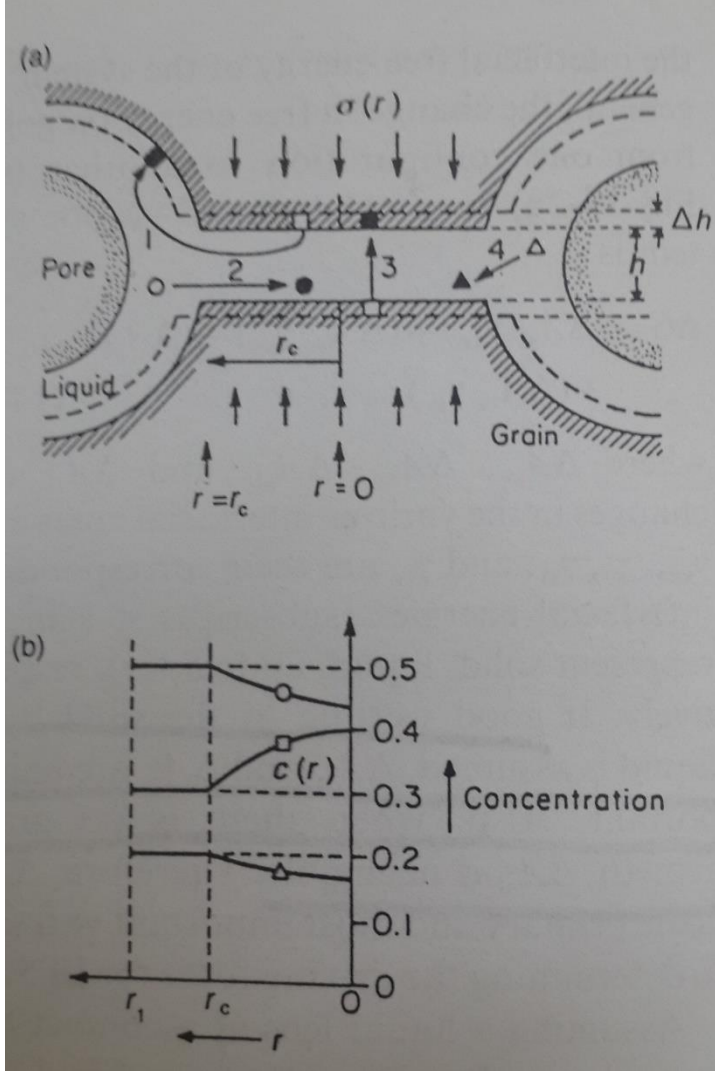 (a)
σ(r)
Δh
1
2
3
4
Δ
h
Pore
r_c
Liquid
Grain
r=r_c
r=0
(b)
0.5
0.4
c(r)
0.3
Concentration
0.2
0.1
0
r_1
r_c
0
r